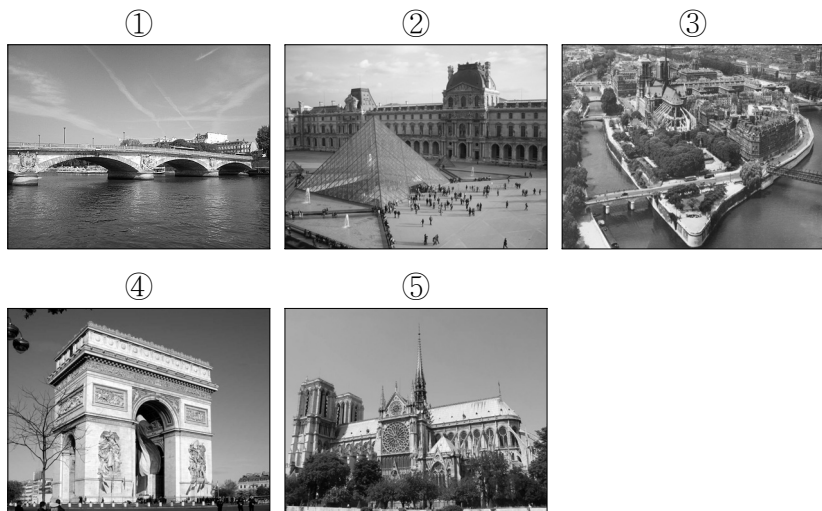 ① ② ③
④ ⑤